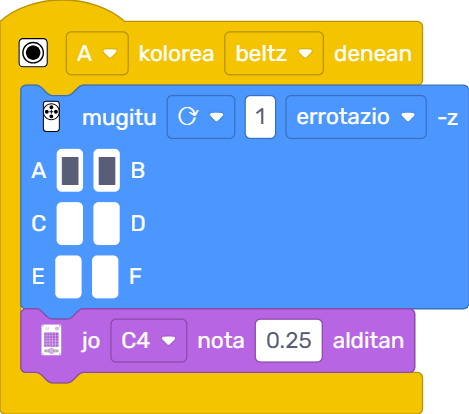 A kolorea beltz denean
mugitu 1 errotazio -z
A B
C D
E F
jo C4 nota 0.25 alditan